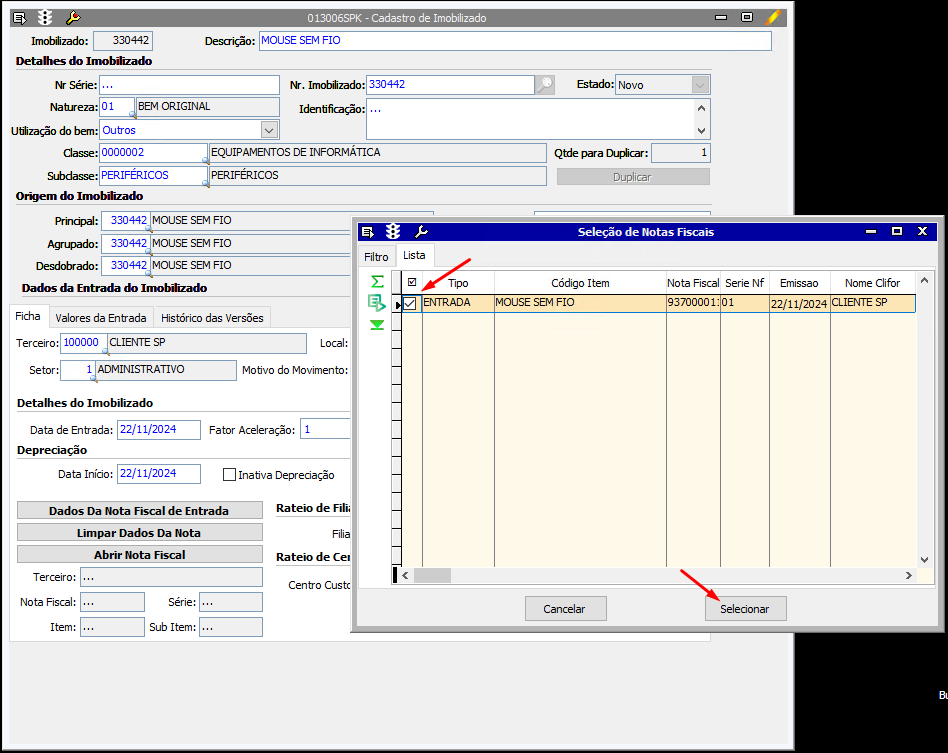 013006SPK - Cadastro de Imobilizado
Imobilizado: 330442 Descrição: MOUSE SEM FIO
Detalhes do Imobilizado
Nr Série: ... Nr. Imobilizado: 330442 Estado: Novo
Natureza: 01 BEM ORIGINAL Identificação: ...
Utilização do bem: Outros
Classe: 0000002 EQUIPAMENTOS DE INFORMÁTICA Qtde para Duplicar: 1
Subclasse: PERIFÉRICOS PERIFÉRICOS Duplicar
Origem do Imobilizado
Principal: 330442 MOUSE SEM FIO
Agrupado: 330442 MOUSE SEM FIO
Desdobrado: 330442 MOUSE SEM FIO
Dados da Entrada do Imobilizado
Ficha Valores da Entrada Histórico das Versões
Terceiro: 100000 CLIENTE SP Local:
Setor: 1 ADMINISTRATIVO Motivo do Movimento:
Detalhes do Imobilizado
Data de Entrada: 22/11/2024 Fator Aceleração: 1
Depreciação
Data Início: 22/11/2024 Inativa Depreciação
Dados Da Nota Fiscal de Entrada
Limpar Dados Da Nota
Abrir Nota Fiscal
Terceiro: ...
Nota Fiscal: ... Série: ...
Item: ... Sub Item: ...
Rateio de Filia
Filia
Rateio de Cen
Centro Custo
Seleção de Notas Fiscais
Filtro Lista
Tipo Código Item Nota Fiscal Serie Nf Emissao Nome Clifor
ENTRADA MOUSE SEM FIO 93700001 01 22/11/2024 CLIENTE SP
Cancelar Selecionar
Bu